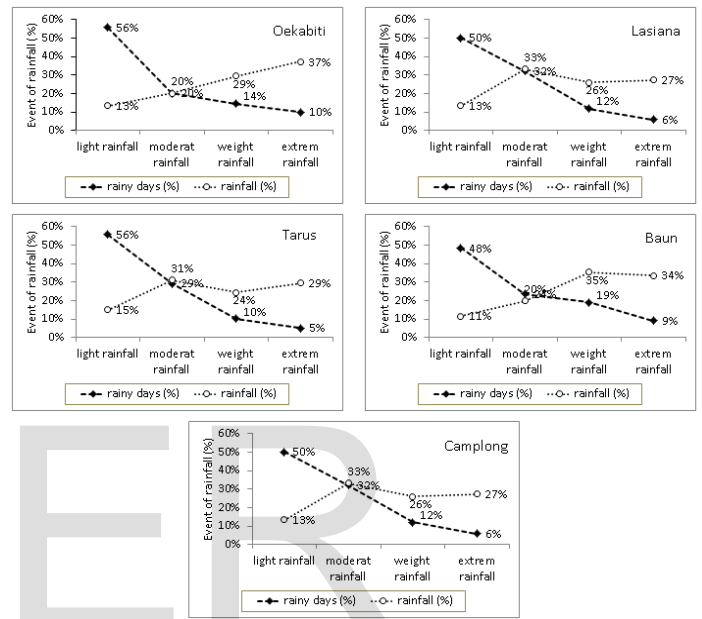 Oekabiti
Event of rainfall (%)
60%
50%
40%
30%
20%
10%
0%
56%
20%
14%
10%
13%
20%
29%
37%
light rainfall
moderat rainfall
weight rainfall
extrem rainfall
rainy days (%)
rainfall (%)
Lasiana
Event of rainfall (%)
60%
50%
40%
30%
20%
10%
0%
50%
32%
12%
6%
13%
33%
26%
27%
light rainfall
moderat rainfall
weight rainfall
extrem rainfall
rainy days (%)
rainfall (%)
Tarus
Event of rainfall (%)
60%
50%
40%
30%
20%
10%
0%
56%
29%
10%
5%
15%
31%
24%
29%
light rainfall
moderat rainfall
weight rainfall
extrem rainfall
rainy days (%)
rainfall (%)
Baun
Event of rainfall (%)
60%
50%
40%
30%
20%
10%
0%
48%
19%
9%
11%
20%
35%
34%
light rainfall
moderat rainfall
weight rainfall
extrem rainfall
rainy days (%)
rainfall (%)
Camplong
Event of rainfall (%)
60%
50%
40%
30%
20%
10%
0%
50%
32%
12%
6%
13%
33%
26%
27%
light rainfall
moderat rainfall
weight rainfall
extrem rainfall
rainy days (%)
rainfall (%)
ER